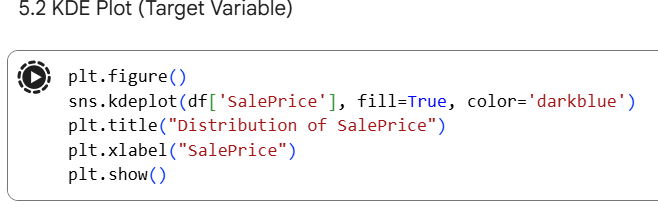 5.2 KDE Plot (Target Variable)
plt.figure()
sns.kdeplot(df['SalePrice'], fill=True, color='darkblue')
plt.title("Distribution of SalePrice")
plt.xlabel("SalePrice")
plt.show()